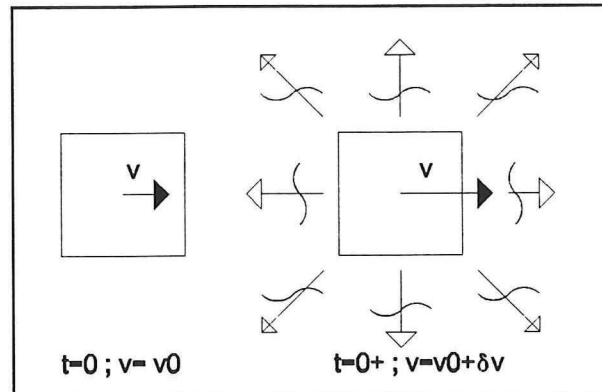 v
v
t=0 ; v= v0
t=0+ ; v=v0+δv